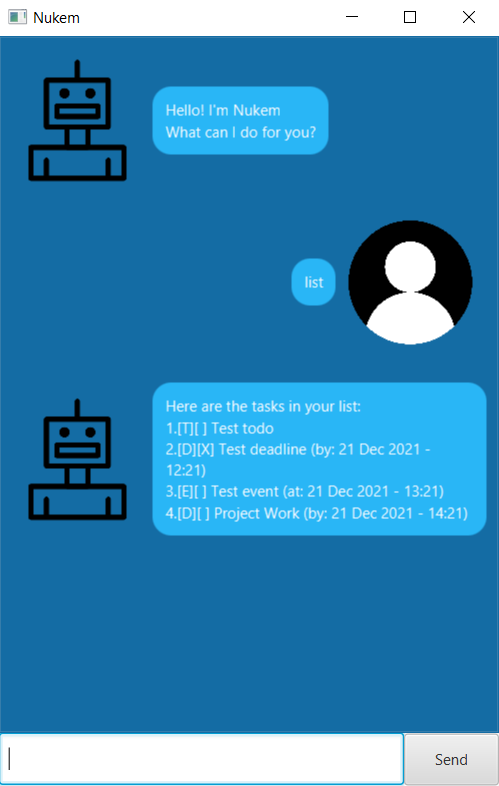 Nukem
Hello! I'm Nukem
What can I do for you?
list
Here are the tasks in your list:
1.[T][ ] Test todo
2.[D][X] Test deadline (by: 21 Dec 2021 -
12:21)
3.[E][ ] Test event (at: 21 Dec 2021 - 13:21)
4.[D][ ] Project Work (by: 21 Dec 2021 - 14:21)
Send